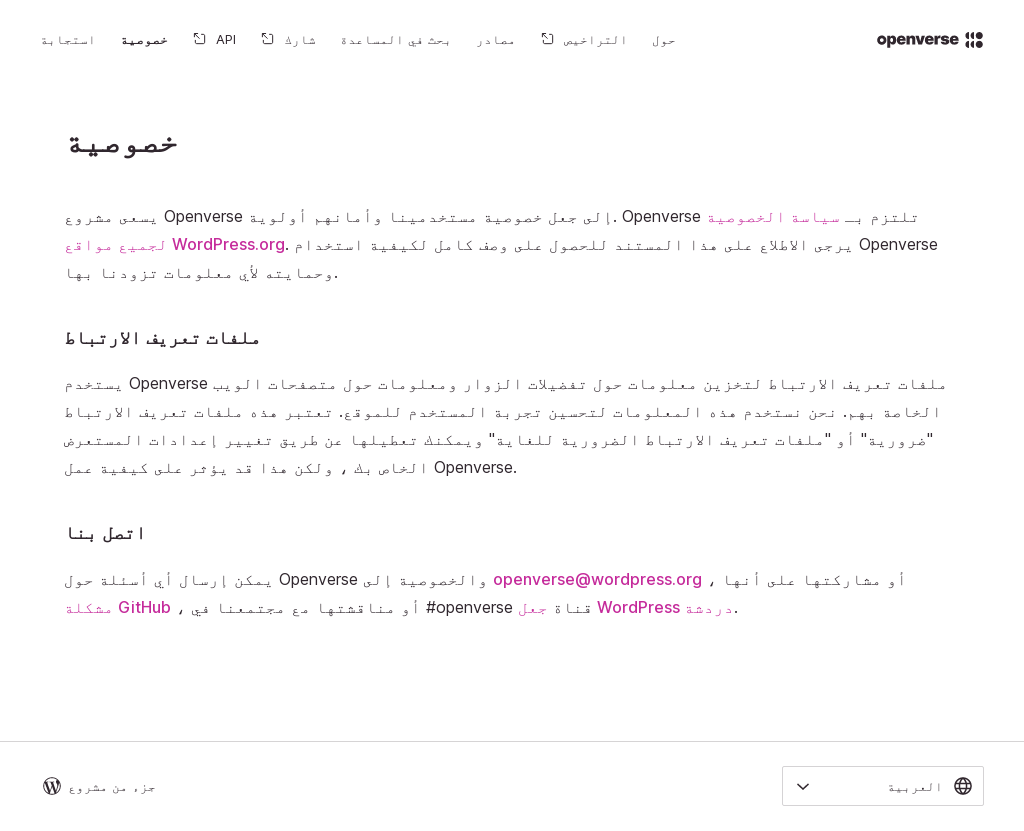 openverse
حول
التراخيص
مصادر
بحث في المساعدة
شارك
API
خصوصية
استجابة
خصوصية
يسعى مشروع Openverse إلى جعل خصوصية مستخدمينا وأمانهم أولوية. Openverse تلتزم بـ سياسة الخصوصية
لجميع مواقع WordPress.org. يرجى الاطلاع على هذا المستند للحصول على وصف كامل لكيفية استخدام Openverse
وحمايته لأي معلومات تزودنا بها.
ملفات تعريف الارتباط
يستخدم Openverse ملفات تعريف الارتباط لتخزين معلومات حول تفضيلات الزوار ومعلومات حول متصفحات الويب
الخاصة بهم. نحن نستخدم هذه المعلومات لتحسين تجربة المستخدم للموقع. تعتبر هذه ملفات تعريف الارتباط
"ضرورية" أو "ملفات تعريف الارتباط الضرورية للغاية" ويمكنك تعطيلها عن طريق تغيير إعدادات المستعرض
الخاص بك ، ولكن هذا قد يؤثر على كيفية عمل Openverse.
اتصل بنا
يمكن إرسال أي أسئلة حول Openverse والخصوصية إلى openverse@wordpress.org ، أو مشاركتها على أنها
مشكلة GitHub ، أو مناقشتها مع مجتمعنا في #openverse قناة جعل WordPress دردشة.
العربية
جزء من مشروع